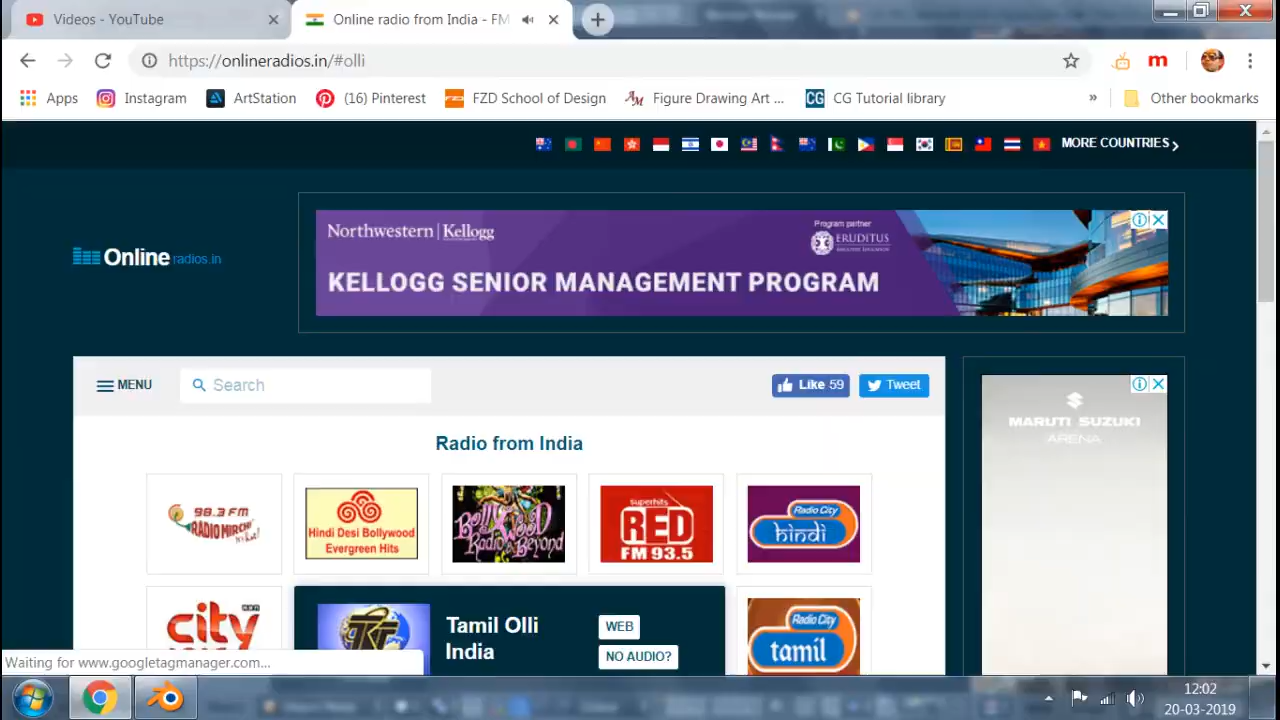 Videos - YouTube
Online radio from India - FM
https://onlineradios.in/#olli
m
Apps
Instagram
ArtStation
(16) Pinterest
FZD School of Design
Figure Drawing Art ...
CG Tutorial library
»
Other bookmarks
MORE COUNTRIES
Online radios.in
Northwestern | Kellogg
Program partner
ERUDITUS
KELLOGG SENIOR MANAGEMENT PROGRAM
MENU
Search
Like 59
Tweet
MARUTI SUZUKI
ARENA
Radio from India
98.3 FM
RADIO MIRCHI
Hindi Desi Bollywood
Evergreen Hits
Bollywood
Radio & Beyond
superhits
RED
FM 93.5
Radio City
हिन्दी
city
Tamil Olli
India
WEB
NO AUDIO?
Radio City
tamil
Waiting for www.googletagmanager.com...
12:02
20-03-2019